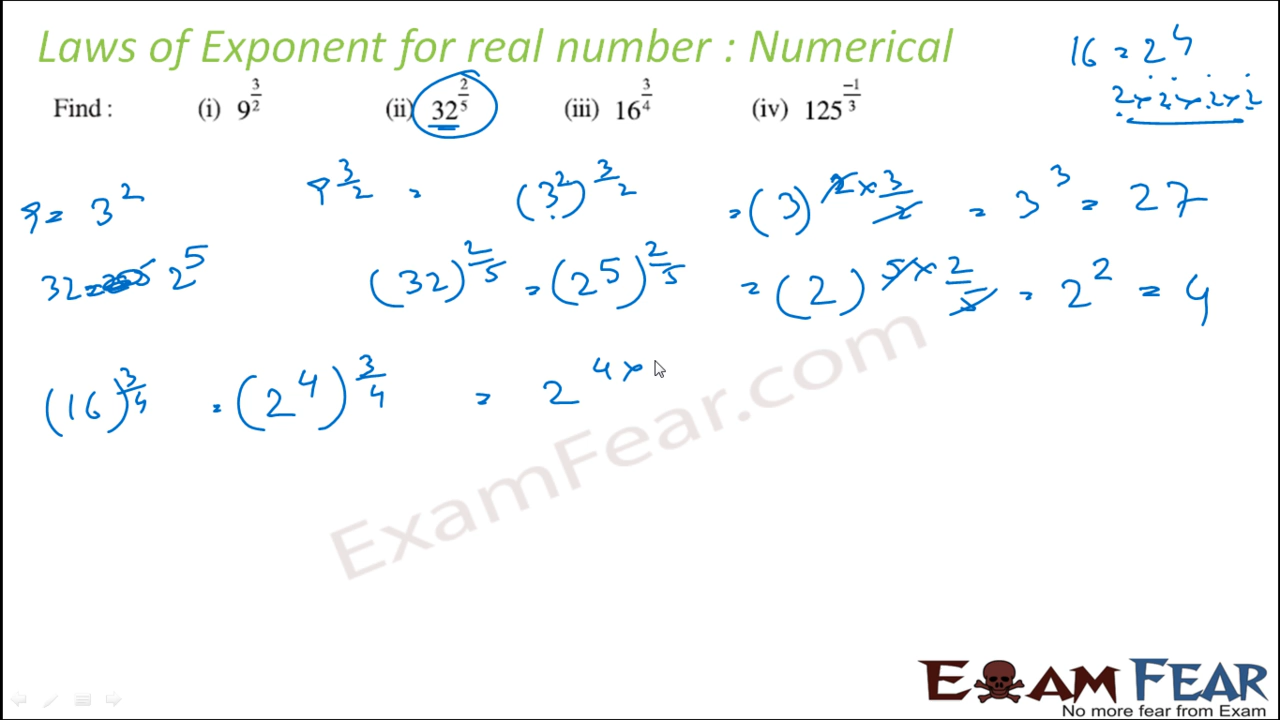 Laws of Exponent for real number : Numerical
16 = 2^4
2 × 2 × 2 × 2
Find : (i) 9^(3/2) (ii) 32^(2/5) (iii) 16^(3/4) (iv) 125^(-1/3)
9 = 3^2 9^(3/2) = (3^2)^(3/2) = (3)^(2×3/2) = 3^3 = 27
32 = 2^5 (32)^(2/5) = (2^5)^(2/5) = (2)^(5×2/5) = 2^2 = 4
(16)^(3/4) = (2^4)^(3/4) = 2^(4×
ExamFear.com
EXAM FEAR
No more fear from Exam